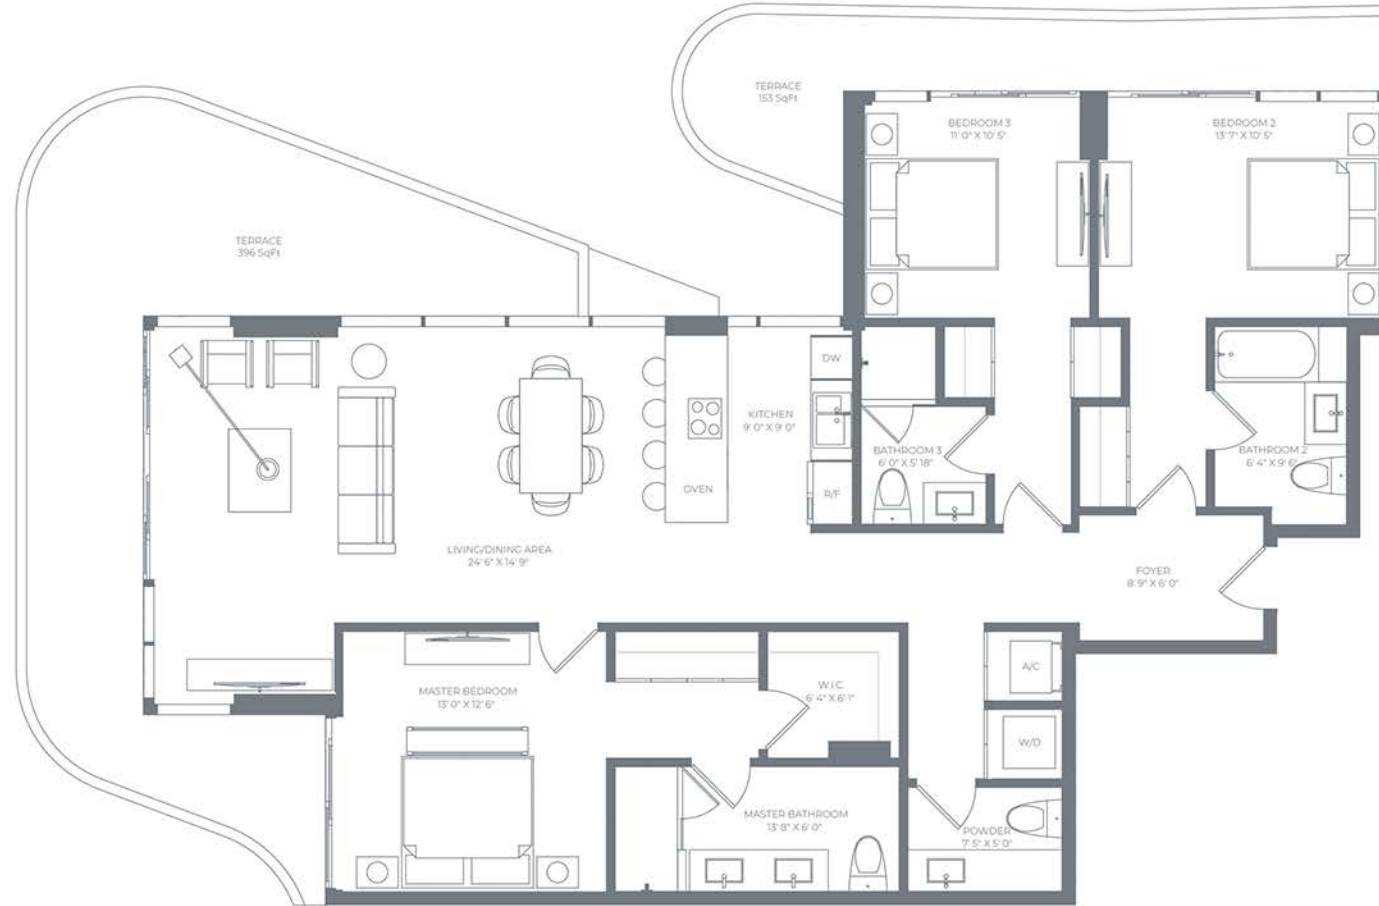 TERRACE
153 SqFt
BEDROOM 3
11' 0" X 10' 5"
BEDROOM 2
13' 7" X 10' 5"
TERRACE
396 SqFt
DW
KITCHEN
9' 0" X 9' 0"
BATHROOM 3
6' 0" X 5' 18"
BATHROOM 2
6' 4" X 9' 6"
OVEN
R/F
LIVING/DINING AREA
24' 6" X 14' 9"
FOYER
8' 9" X 6' 0"
A/C
MASTER BEDROOM
13' 0" X 12' 6"
W.I.C.
6' 4" X 6' 1"
W/D
MASTER BATHROOM
13' 8" X 6' 0"
POWDER
7' 5" X 5' 0"